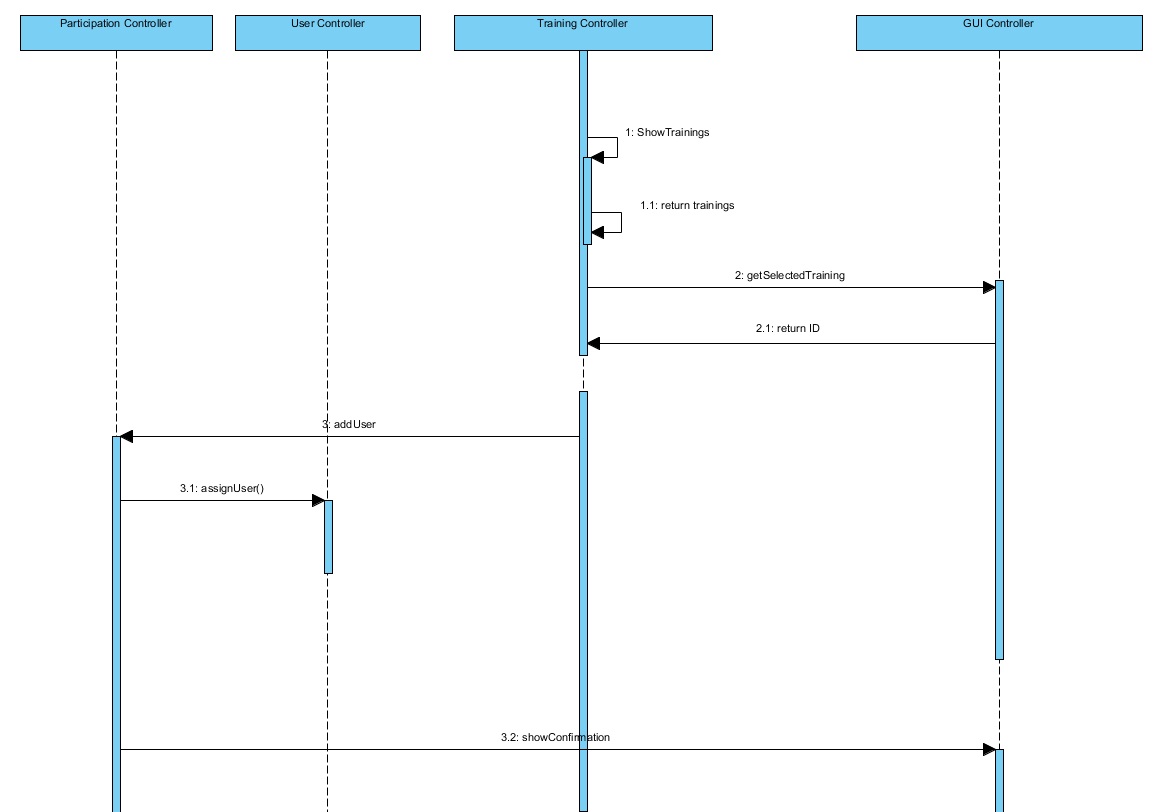 Participation Controller
User Controller
Training Controller
GUI Controller
1: ShowTrainings
1.1: return trainings
2: getSelectedTraining
2.1: return ID
3: addUser
3.1: assignUser()
3.2: showConfirmation